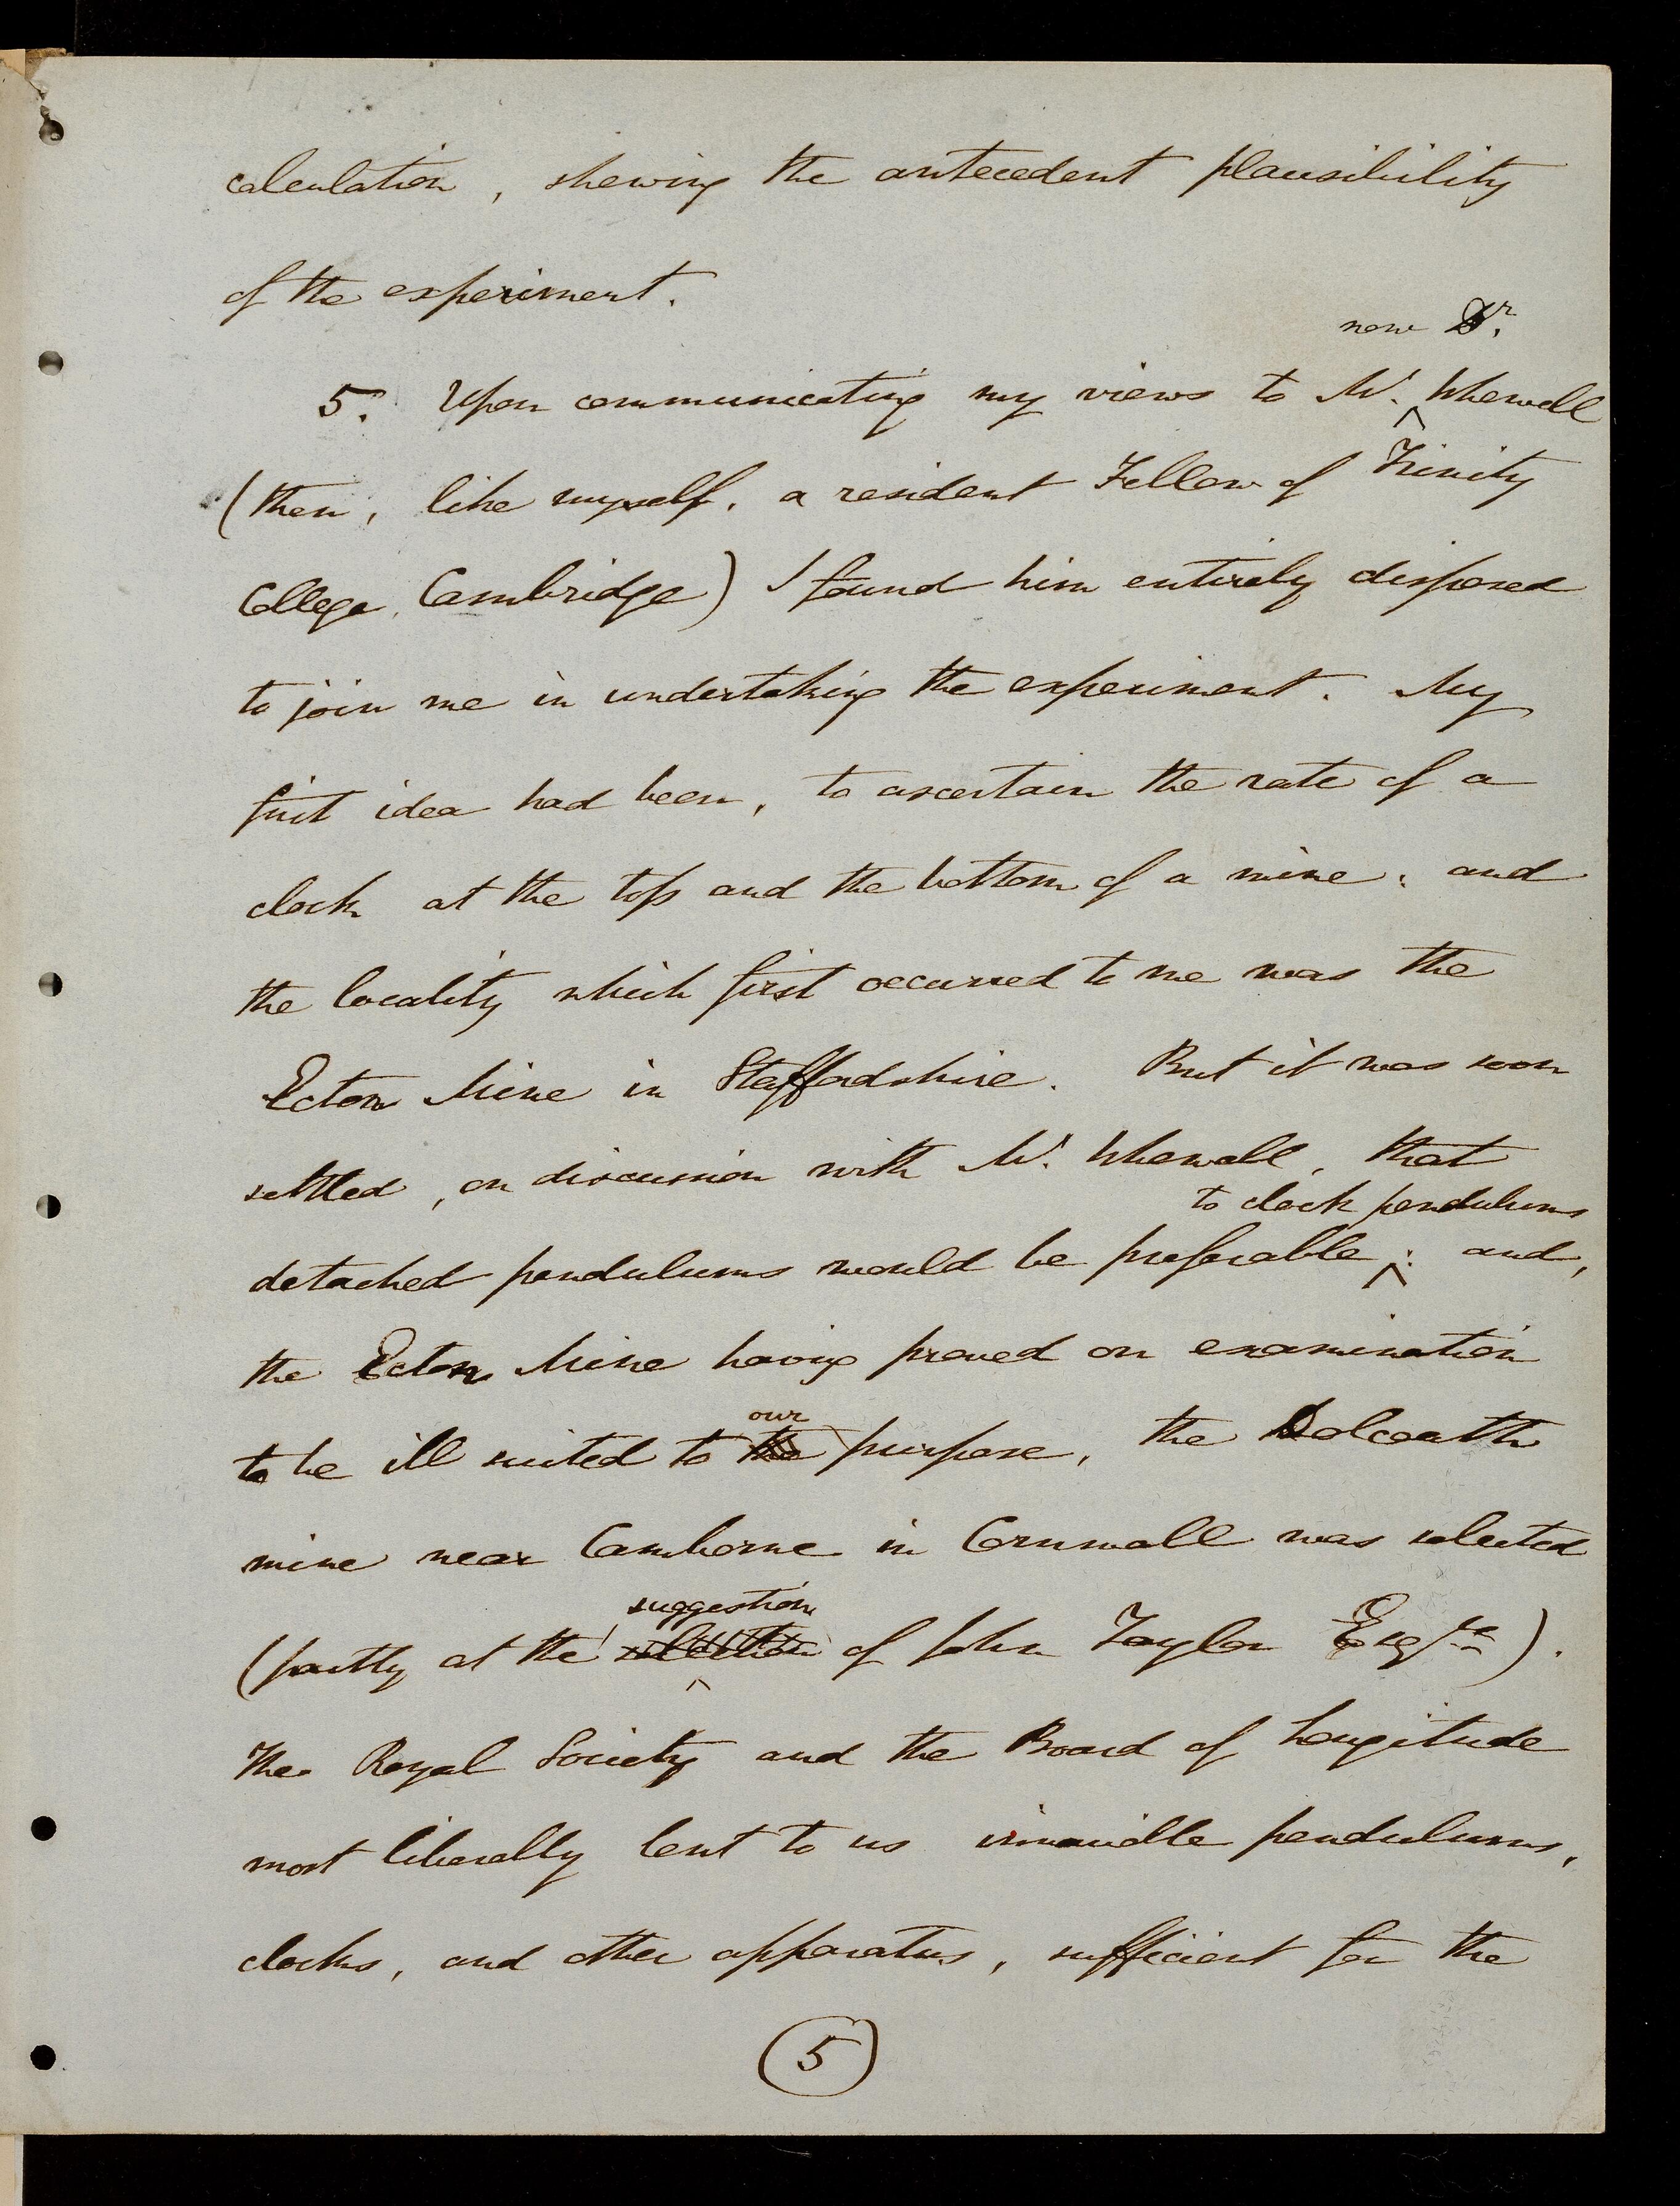 calculation, shewing the antecedent plausibility
of the experiment.
now Dr.
5. Upon communicating my views to Mr. Whewell
(then, like myself, a resident Fellow of Trinity
College, Cambridge) I found him entirely disposed
to join me in undertaking the experiment. My
first idea had been, to ascertain the rate of a
clock at the top and the bottom of a mine; and
the locality which first occurred to me was the
Ecton Mine in Staffordshire. But it was soon
settled, on discussion with Mr. Whewell, that
to clock pendulums
detached pendulums would be preferable; and,
the Ecton Mine having proved on examination
our
to be ill suited to the purpose, the Dolcoath
mine near Camborne in Cornwall was selected
suggestion
(partly at the selection of John Taylor Esqre).
The Royal Society and the Board of Longitude
most liberally lent to us invariable pendulums,
clocks, and other apparatus, sufficient for the
5